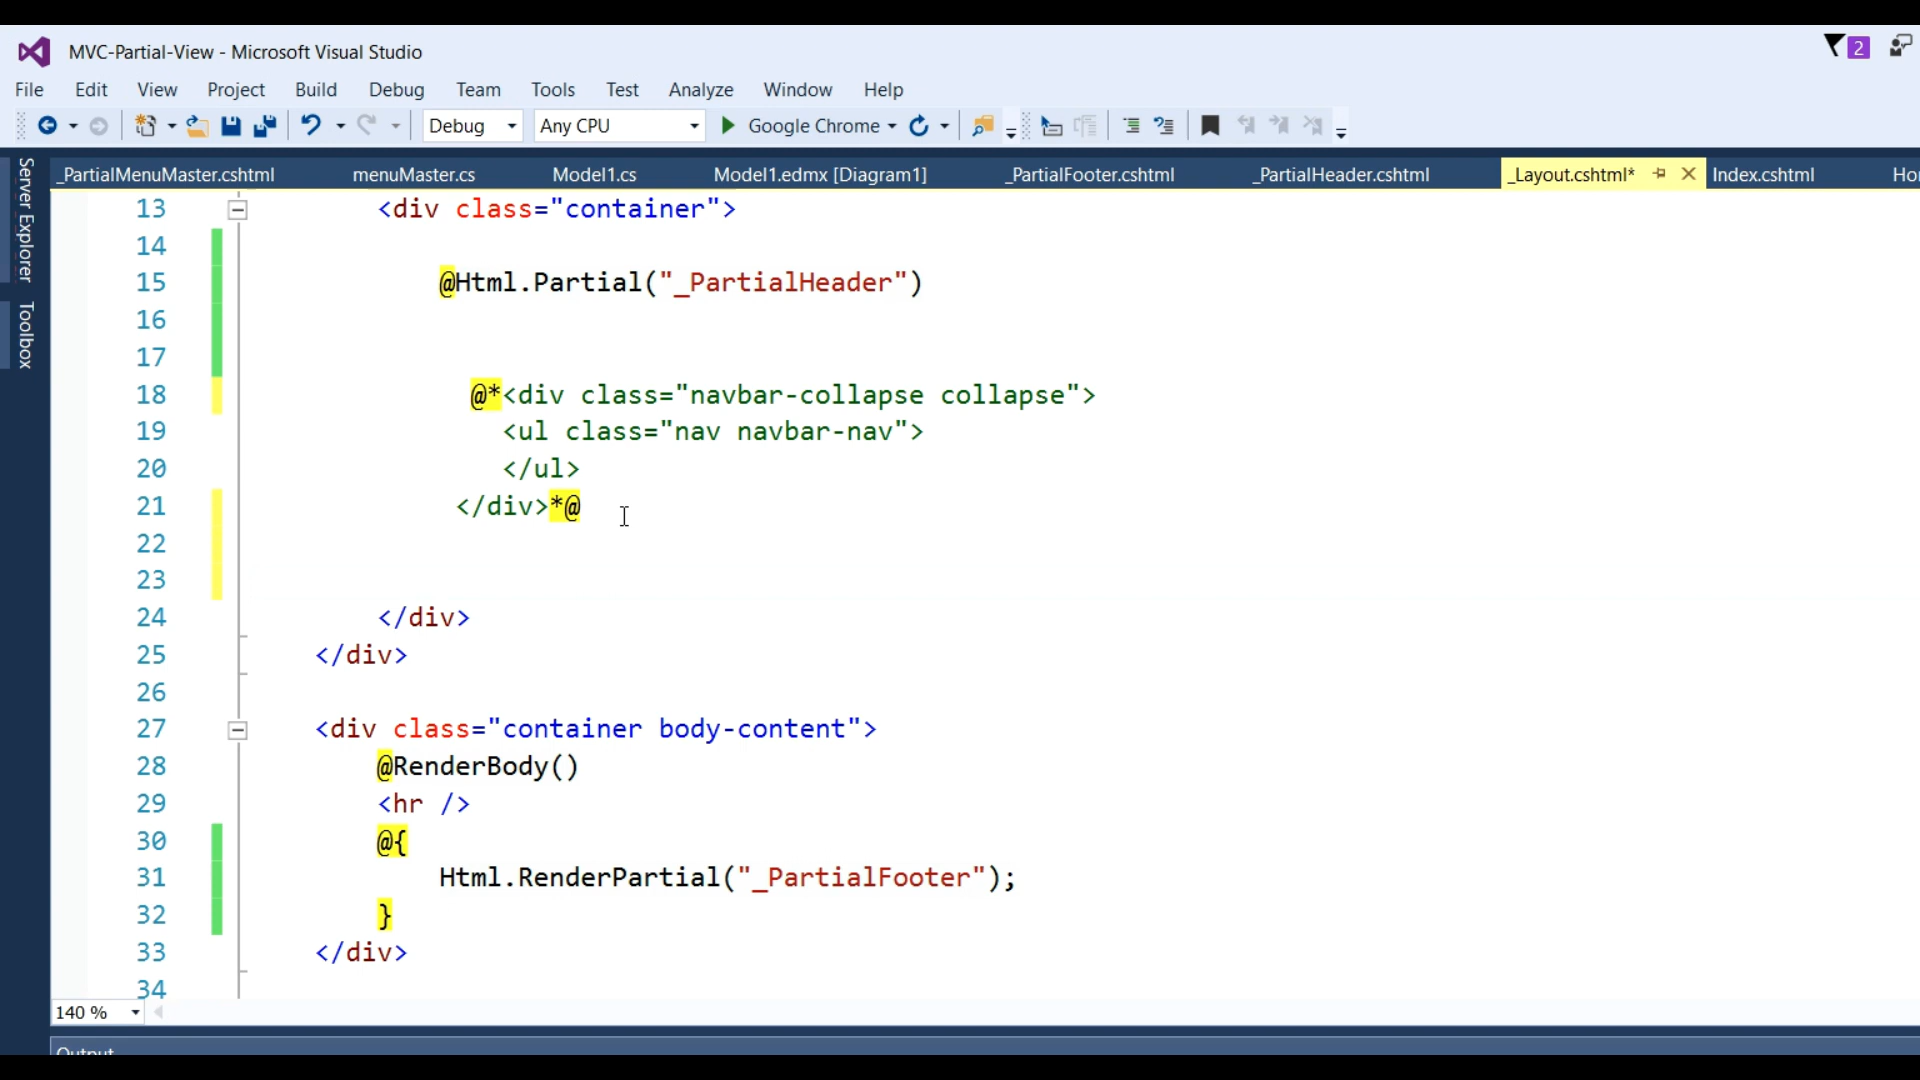 MVC-Partial-View - Microsoft Visual Studio
2
File Edit View Project Build Debug Team Tools Test Analyze Window Help
Debug Any CPU Google Chrome
Server Explorer
Toolbox
_PartialMenuMaster.cshtml menuMaster.cs Model1.cs Model1.edmx [Diagram1] _PartialFooter.cshtml _PartialHeader.cshtml _Layout.cshtml* Index.cshtml
13 <div class="container">
14
15 @Html.Partial("_PartialHeader")
16
17
18 @*<div class="navbar-collapse collapse">
19 <ul class="nav navbar-nav">
20 </ul>
21 </div>*@
22
23
24 </div>
25 </div>
26
27 <div class="container body-content">
28 @RenderBody()
29 <hr />
30 @{
31 Html.RenderPartial("_PartialFooter");
32 }
33 </div>
34
140 %
Output